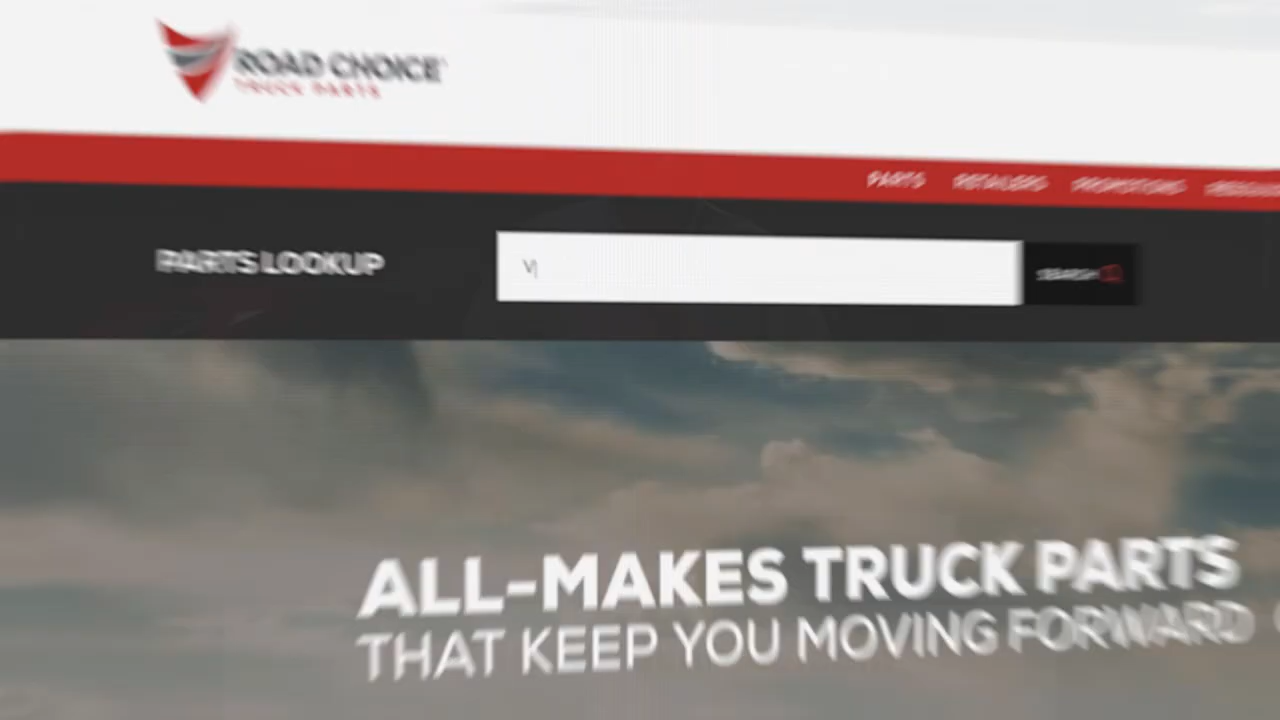 ROAD CHOICE
TRUCK PARTS
PARTS RETAILERS PROMOTIONS
PARTS LOOKUP
V
SEARCH
ALL-MAKES TRUCK PARTS
THAT KEEP YOU MOVING FORWARD